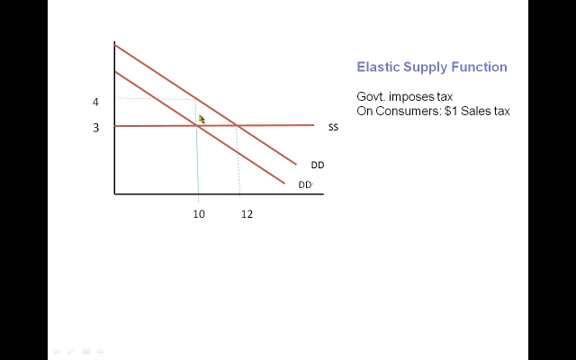 Elastic Supply Function
Govt. imposes tax
On Consumers: $1 Sales tax
4
3
SS
DD
DD'
10
12